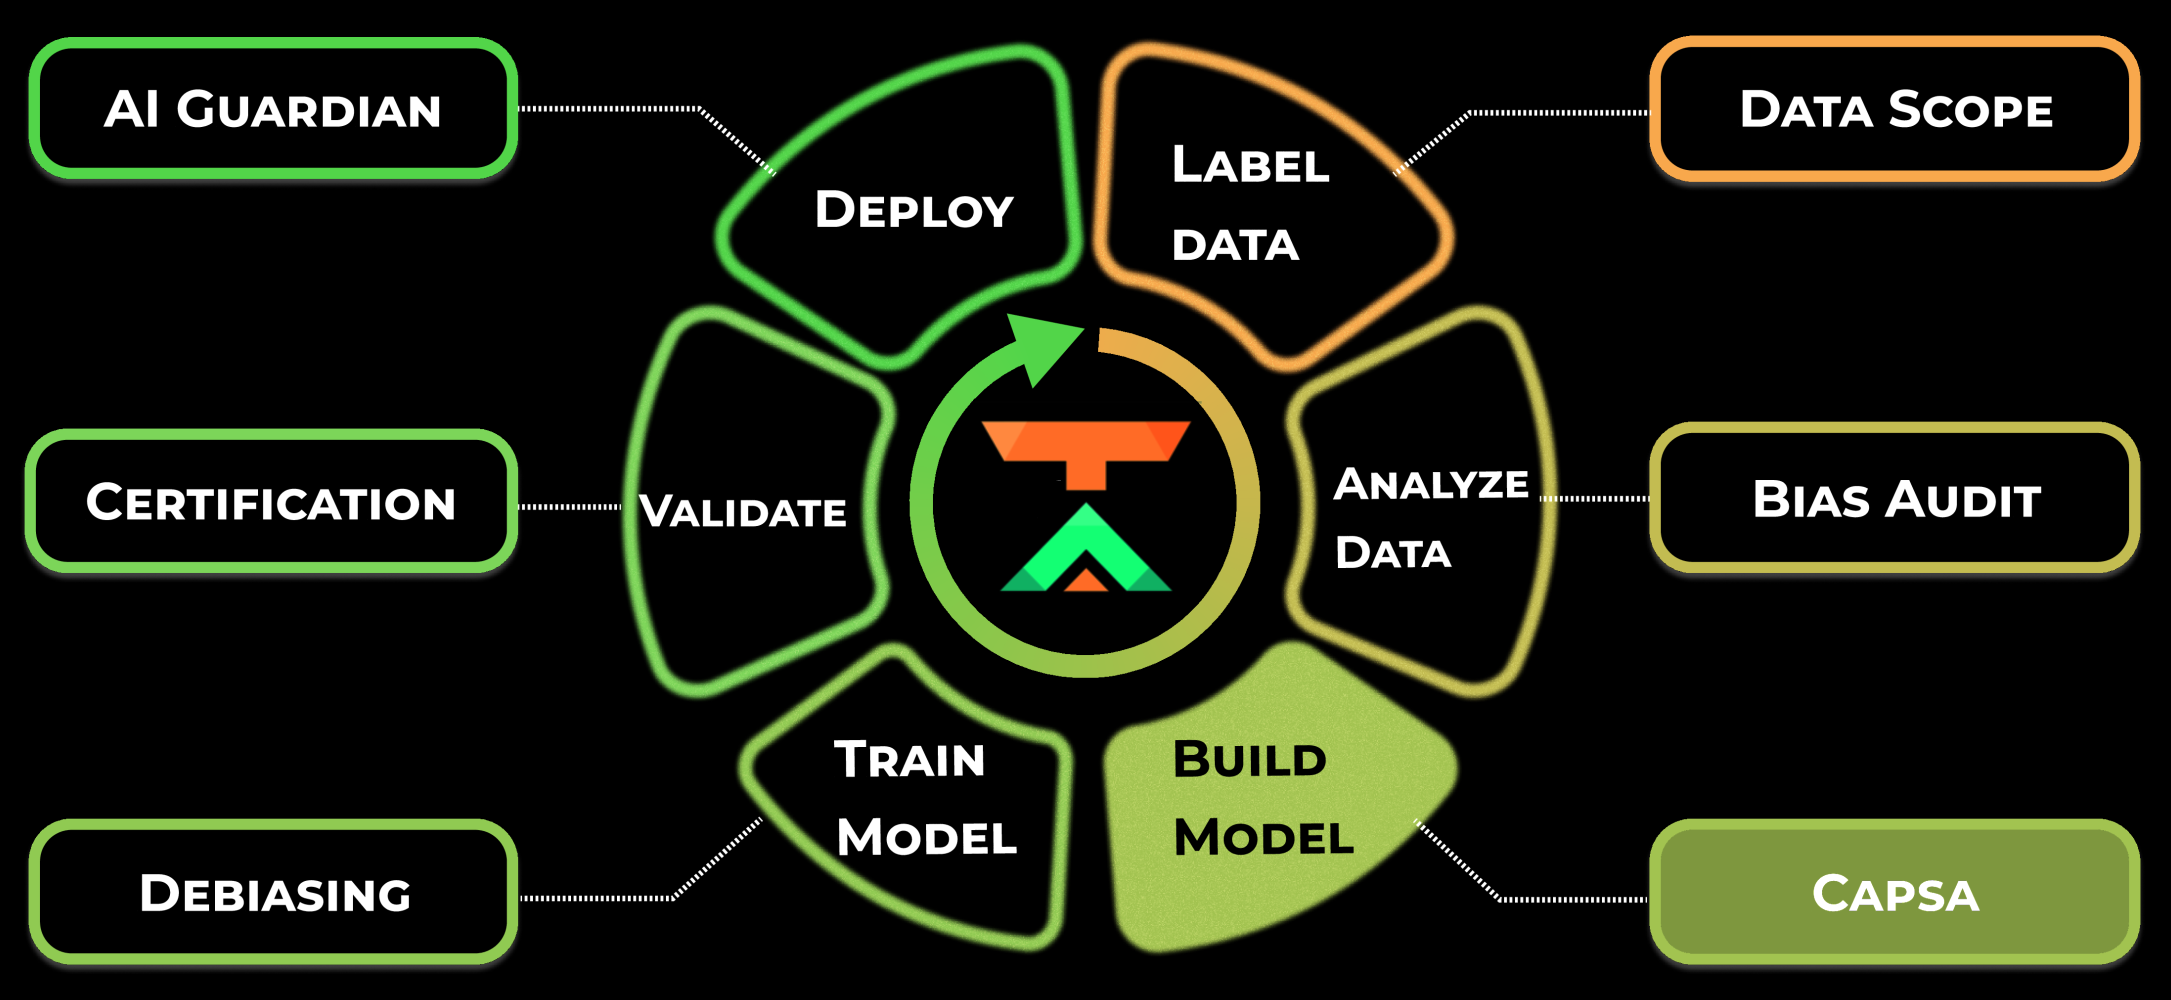 AI Guardian
Deploy
Label
data
Data Scope
Certification
Validate
Analyze
Data
Bias Audit
Train
Model
Build
Model
Debiasing
Capsa